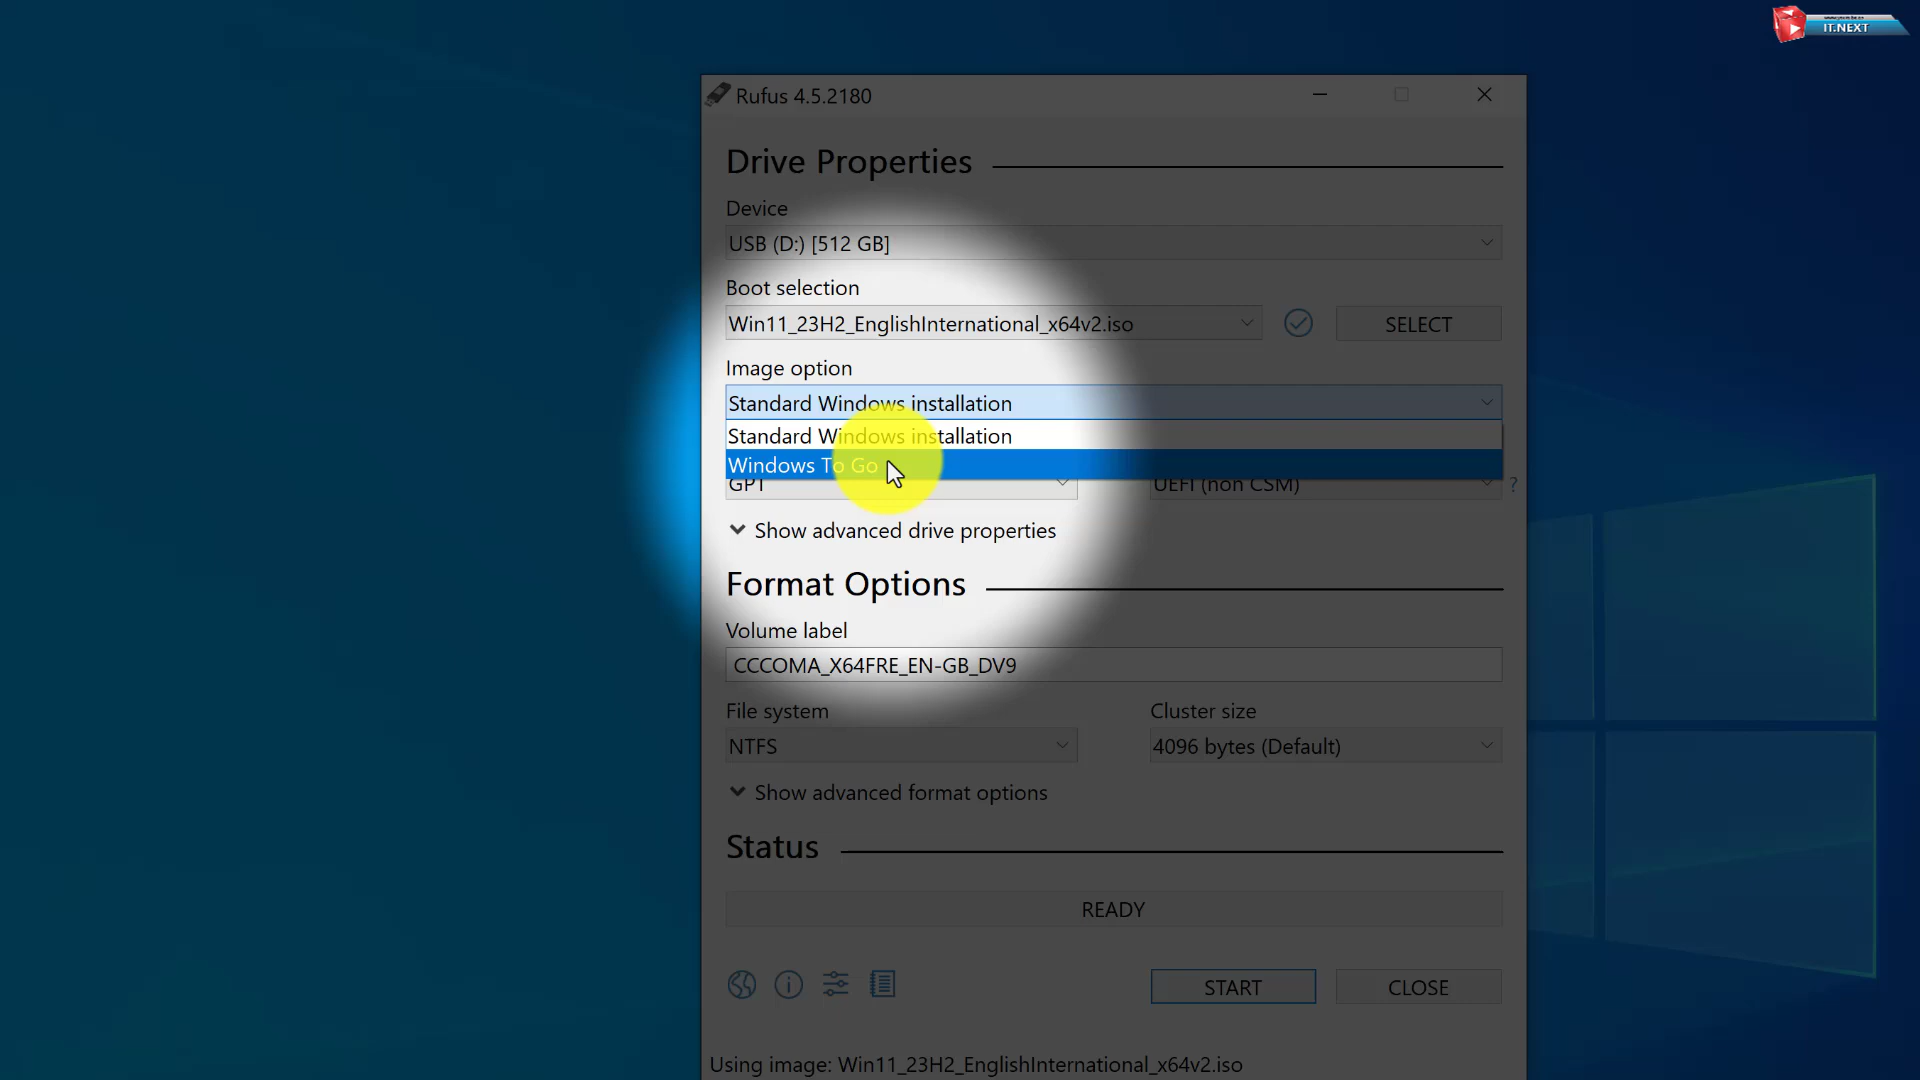 IT.NEXT
Rufus 4.5.2180
Drive Properties
Device
USB (D:) [512 GB]
Boot selection
Win11_23H2_EnglishInternational_x64v2.iso
SELECT
Image option
Standard Windows installation
Standard Windows installation
Windows To Go
GPT
UEFI (non CSM)
?
Show advanced drive properties
Format Options
Volume label
CCCOMA_X64FRE_EN-GB_DV9
File system
Cluster size
NTFS
4096 bytes (Default)
Show advanced format options
Status
READY
START
CLOSE
Using image: Win11_23H2_EnglishInternational_x64v2.iso